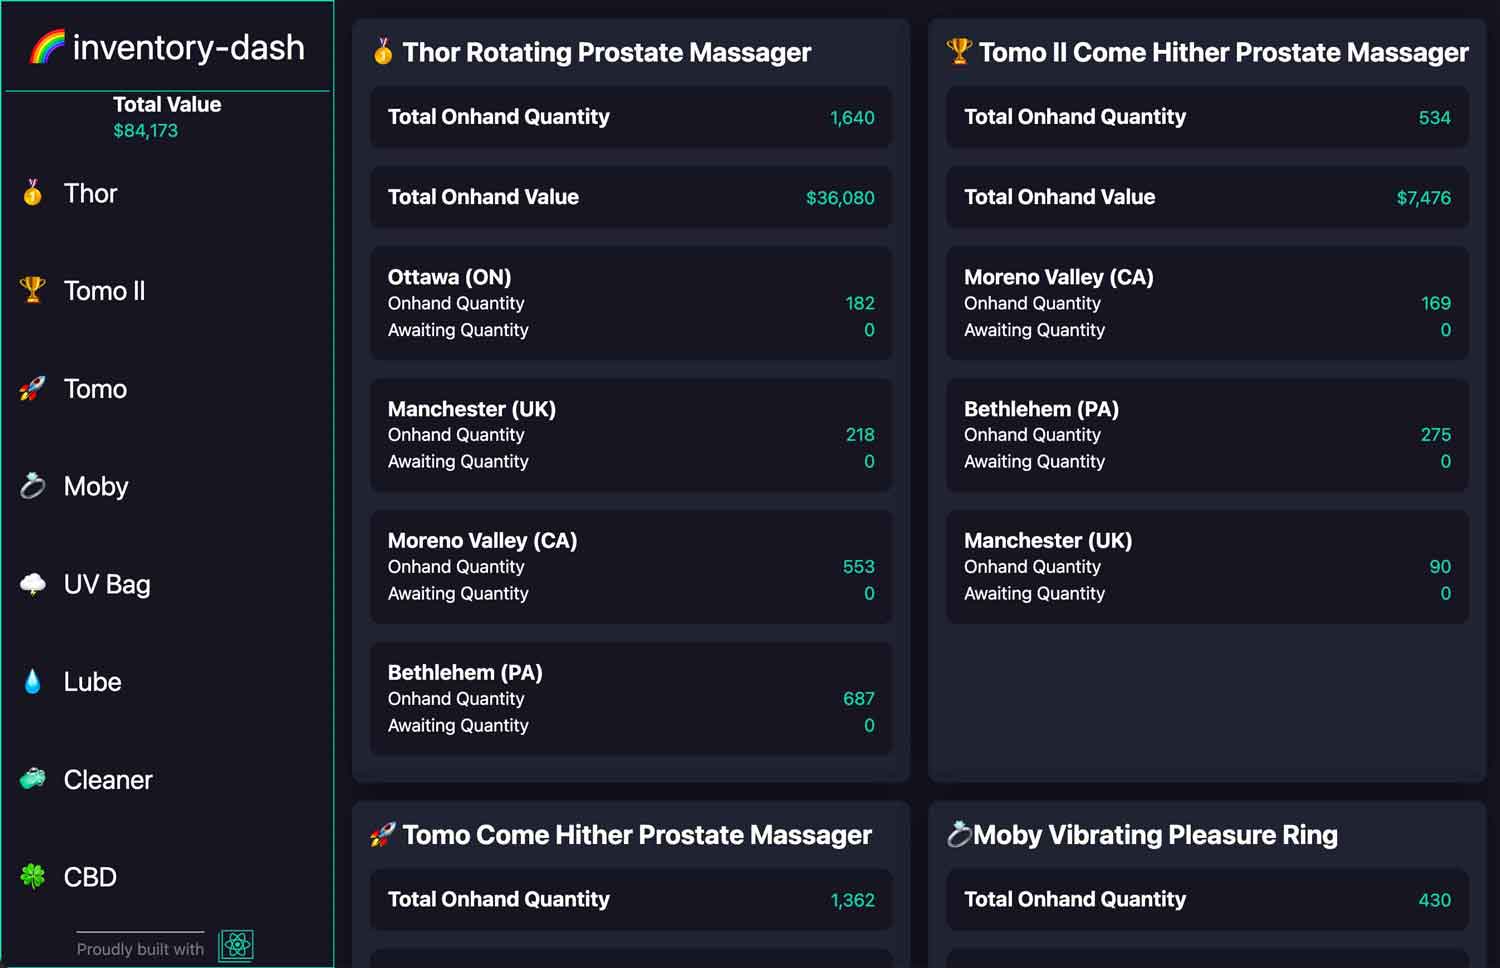 inventory-dash
Total Value
$84,173
Thor
Tomo II
Tomo
Moby
UV Bag
Lube
Cleaner
CBD
Proudly built with
Thor Rotating Prostate Massager
Total Onhand Quantity 1,640
Total Onhand Value $36,080
Ottawa (ON)
Onhand Quantity 182
Awaiting Quantity 0
Manchester (UK)
Onhand Quantity 218
Awaiting Quantity 0
Moreno Valley (CA)
Onhand Quantity 553
Awaiting Quantity 0
Bethlehem (PA)
Onhand Quantity 687
Awaiting Quantity 0
Tomo II Come Hither Prostate Massager
Total Onhand Quantity 534
Total Onhand Value $7,476
Moreno Valley (CA)
Onhand Quantity 169
Awaiting Quantity 0
Bethlehem (PA)
Onhand Quantity 275
Awaiting Quantity 0
Manchester (UK)
Onhand Quantity 90
Awaiting Quantity 0
Tomo Come Hither Prostate Massager
Total Onhand Quantity 1,362
Moby Vibrating Pleasure Ring
Total Onhand Quantity 430